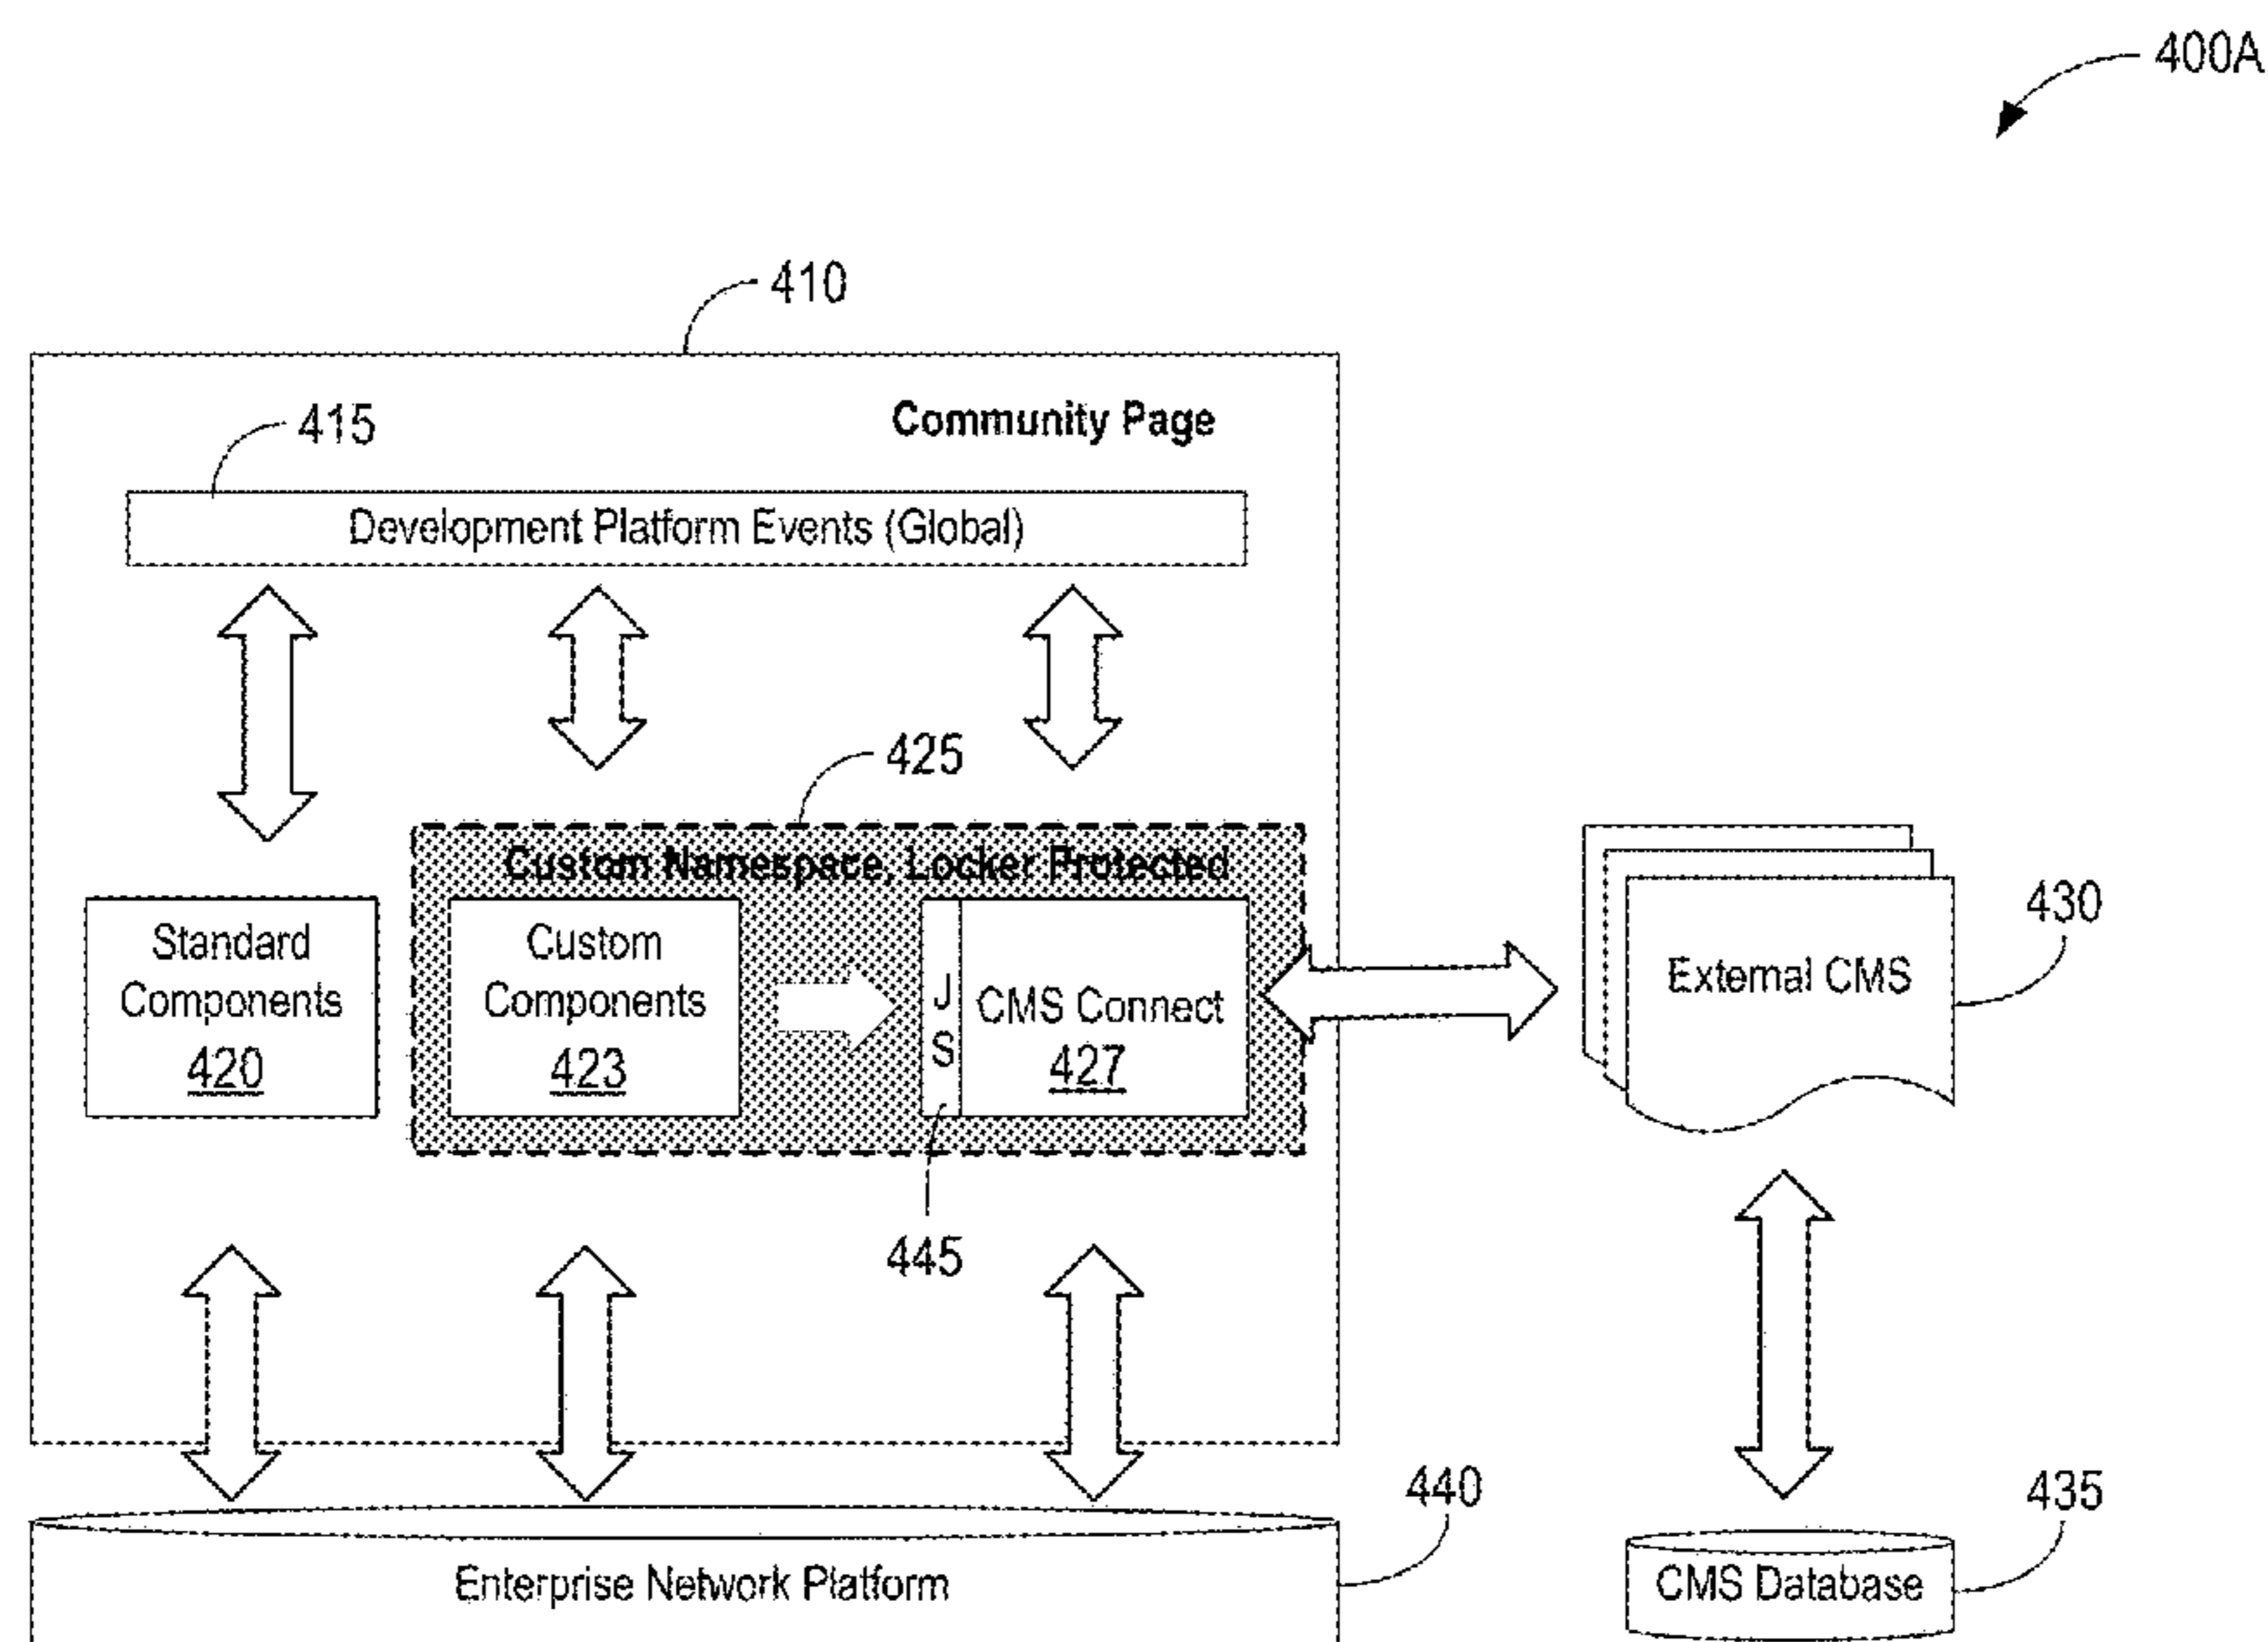 400A
410
Community Page
415
Development Platform Events (Global)
425
Custom Namespace, Locker Protected
Standard
Components
420
Custom
Components
423
J
S
CMS Connect
427
445
External CMS
430
440
Enterprise Network Platform
435
CMS Database